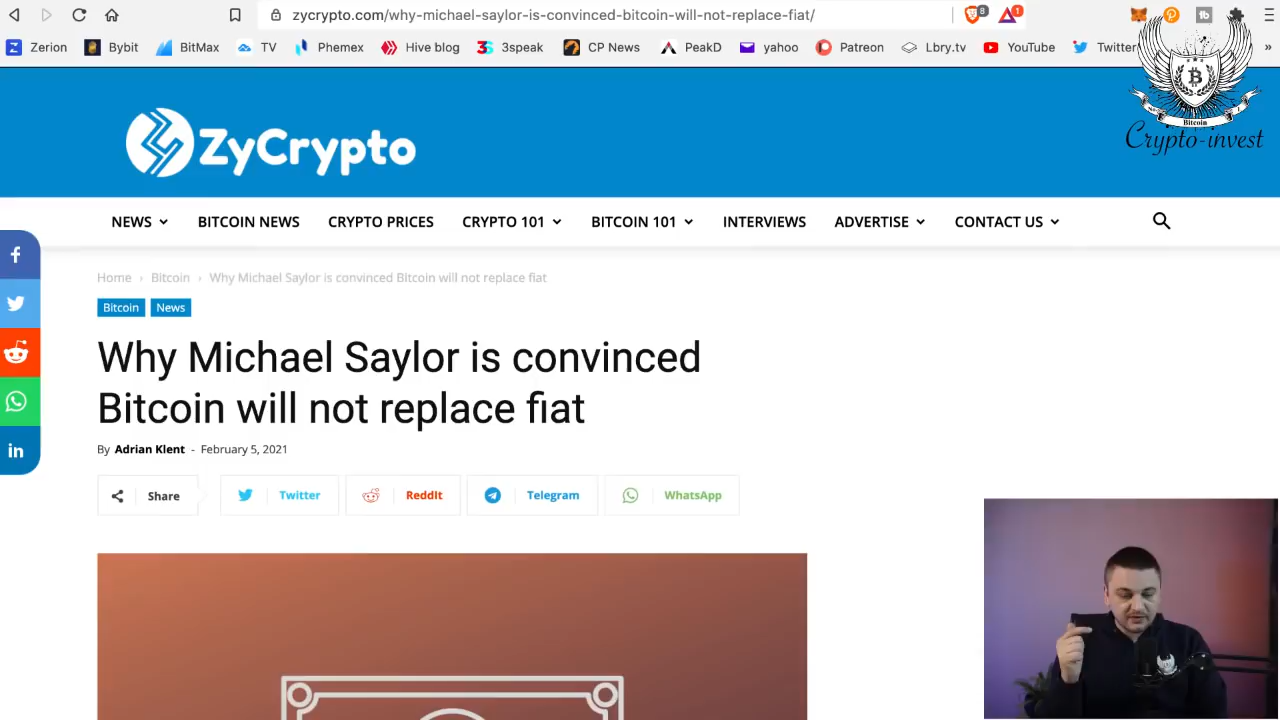 zycrypto.com/why-michael-saylor-is-convinced-bitcoin-will-not-replace-fiat/
8
1
Zerion
Bybit
BitMax
TV
Phemex
Hive blog
3speak
CP News
PeakD
yahoo
Patreon
Lbry.tv
YouTube
Twitter
»
Bitcoin
Crypto-invest
ZyCrypto
NEWS
BITCOIN NEWS
CRYPTO PRICES
CRYPTO 101
BITCOIN 101
INTERVIEWS
ADVERTISE
CONTACT US
Home › Bitcoin › Why Michael Saylor is convinced Bitcoin will not replace fiat
Bitcoin
News
Why Michael Saylor is convinced
Bitcoin will not replace fiat
By Adrian Klent - February 5, 2021
Share
Twitter
ReddIt
Telegram
WhatsApp
in